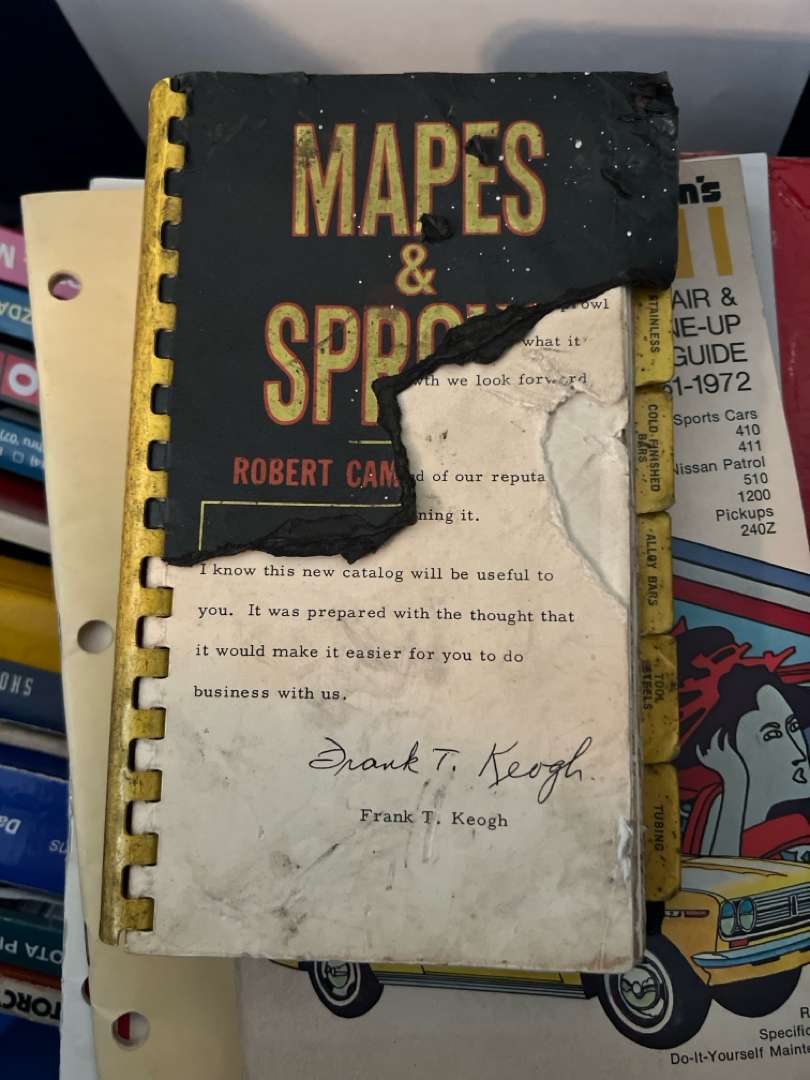 MAPES
&
SPRO
ROBERT CAM
prowl
what it
wth we look forward
d of our reputa
ning it.
I know this new catalog will be useful to
you. It was prepared with the thought that
it would make it easier for you to do
business with us.
Frank T. Keogh.
Frank T. Keogh
STAINLESS
COLD FINISHED
BARS
ALLOY BARS
TOOL
STEELS
TUBING
n's
AIR &
NE-UP
GUIDE
61-1972
Sports Cars
410
411
Nissan Patrol
510
1200
Pickups
240Z
Specific
Do-It-Yourself Mainte